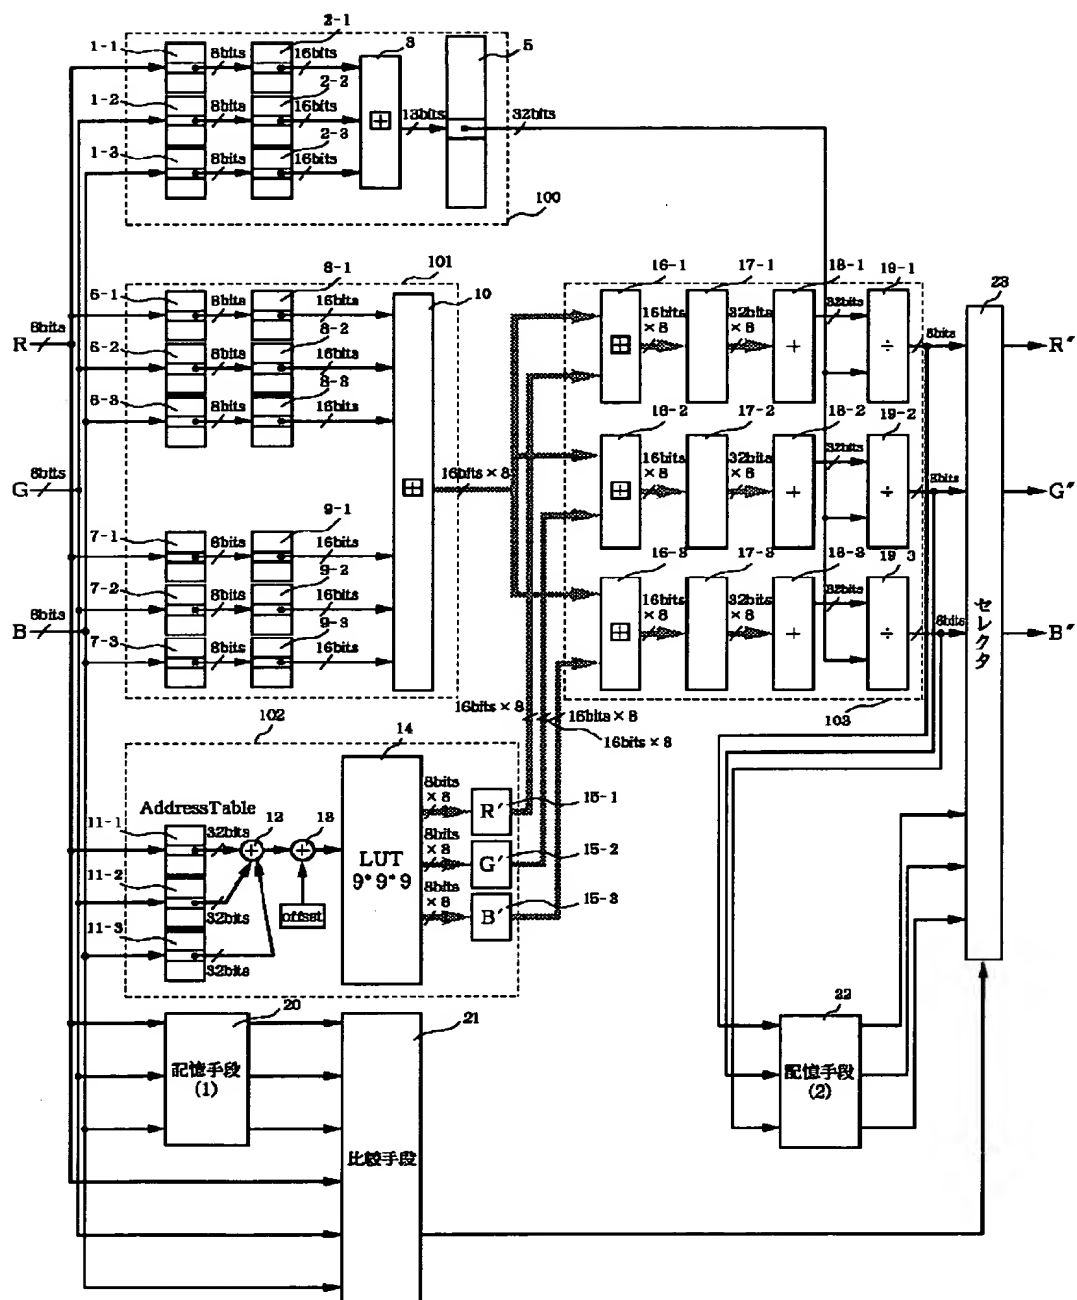 1-1
8bits
2-1
16bits
3
5
1-2
8bits
2-2
16bits
13bits
32bits
1-3
8bits
2-3
16bits
100
6-1
8bits
8-1
16bits
101
10
6-2
8bits
8-2
16bits
8bits
8-3
16bits
7-1
8bits
9-1
16bits
7-2
8bits
9-2
16bits
7-3
8bits
9-3
16bits
R
8bits
G
8bits
B
8bits
16bits × 8
16-1
17-1
18-1
19-1
16bits
× 8
32bits
× 8
32bits
8bits
+
÷
16-2
17-2
18-2
19-2
16bits
× 8
32bits
× 8
32bits
8bits
+
÷
16-3
17-3
18-3
19-3
16bits
× 8
32bits
× 8
32bits
8bits
+
÷
103
23
セレクタ
R″
G″
B″
16bits × 8
16bits × 8
16bits × 8
102
AddressTable
11-1
32bits
12
13
11-2
32bits
11-3
32bits
offset
14
LUT
9*9*9
8bits
× 8
R′
15-1
8bits
× 8
G′
15-2
8bits
× 8
B′
15-3
20
記憶手段
(1)
21
比較手段
22
記憶手段
(2)